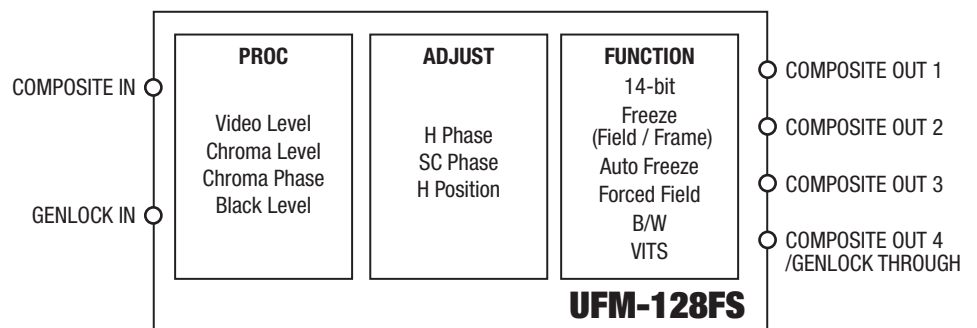 COMPOSITE IN
GENLOCK IN
PROC
Video Level
Chroma Level
Chroma Phase
Black Level
ADJUST
H Phase
SC Phase
H Position
FUNCTION
14-bit
Freeze
(Field / Frame)
Auto Freeze
Forced Field
B/W
VITS
COMPOSITE OUT 1
COMPOSITE OUT 2
COMPOSITE OUT 3
COMPOSITE OUT 4
/GENLOCK THROUGH
UFM-128FS